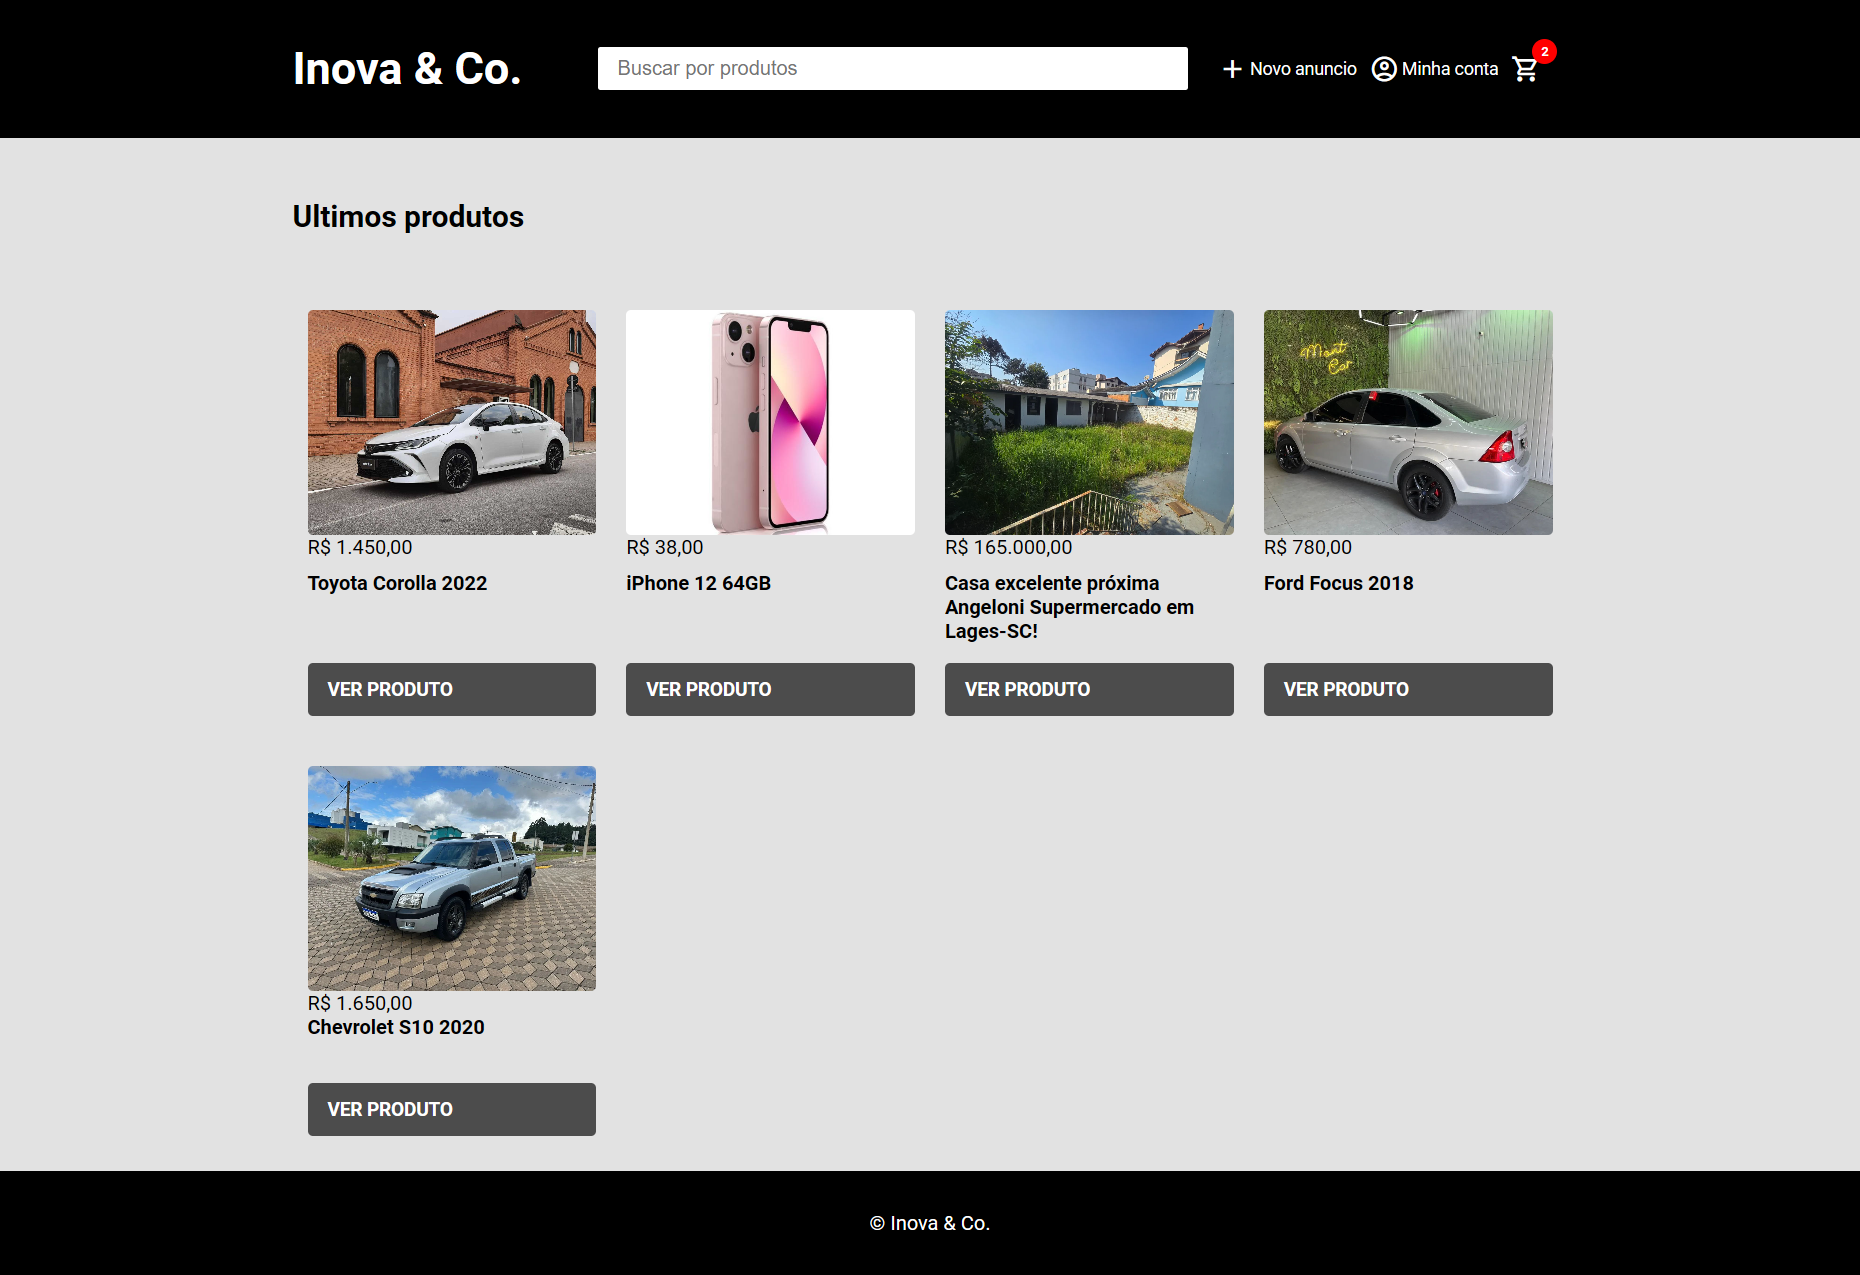 Inova & Co.
Buscar por produtos
Novo anuncio
Minha conta
2
Ultimos produtos
Mont
Car
R$ 1.450,00
R$ 38,00
R$ 165.000,00
R$ 780,00
Toyota Corolla 2022
iPhone 12 64GB
Casa excelente próxima
Angeloni Supermercado em
Lages-SC!
Ford Focus 2018
VER PRODUTO
VER PRODUTO
VER PRODUTO
VER PRODUTO
R$ 1.650,00
Chevrolet S10 2020
VER PRODUTO
© Inova & Co.